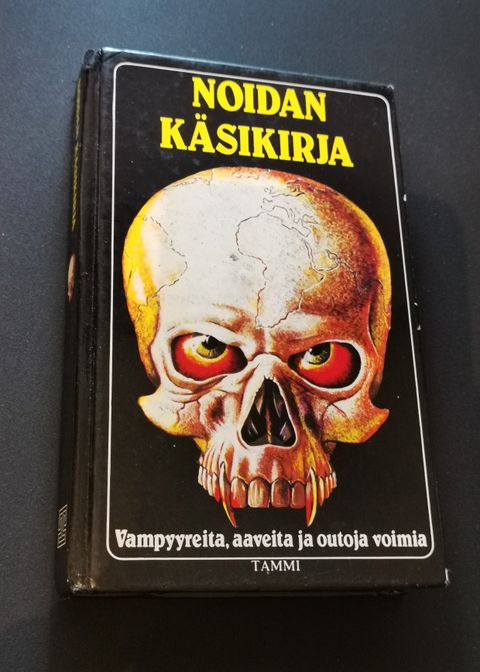 NOIDAN
KÄSIKIRJA
Vampyyreita, aaveita ja outoja voimia
TAMMI